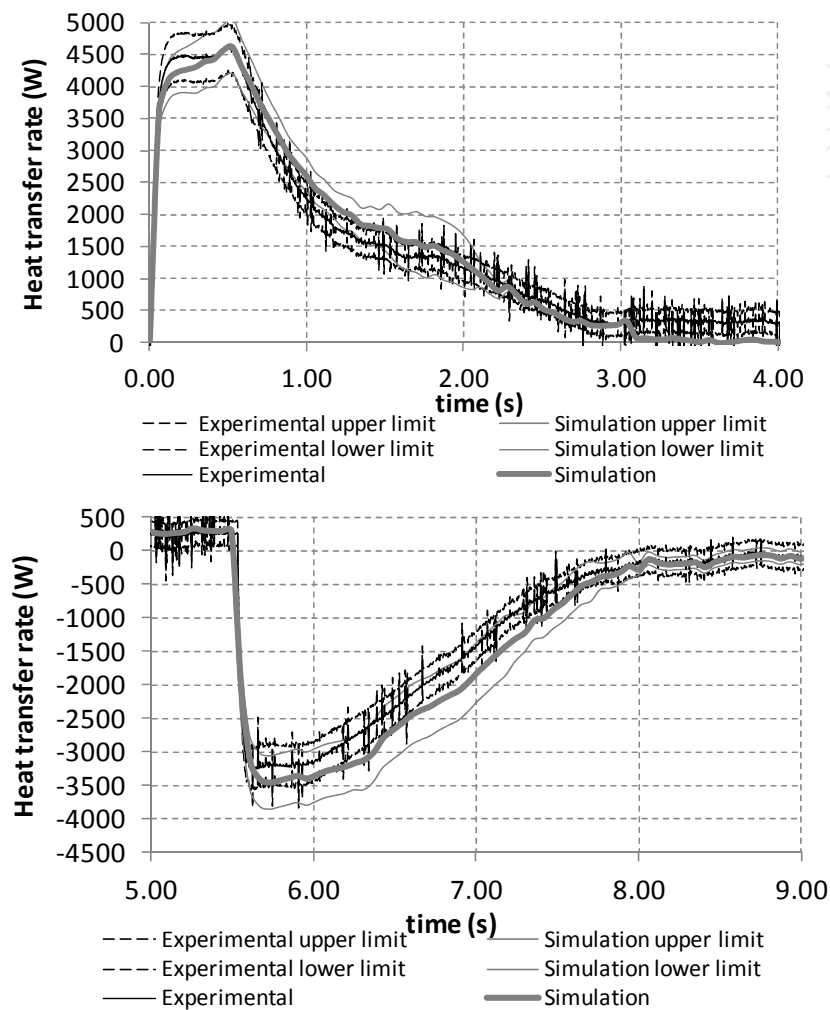 Heat transfer rate (W)
5000
4500
4000
3500
3000
2500
2000
1500
1000
500
0
0.00 1.00 2.00 3.00 4.00
time (s)
Experimental upper limit Simulation upper limit
Experimental lower limit Simulation lower limit
Experimental Simulation
Heat transfer rate (W)
500
0
-500
-1000
-1500
-2000
-2500
-3000
-3500
-4000
-4500
5.00 6.00 7.00 8.00 9.00
time (s)
Experimental upper limit Simulation upper limit
Experimental lower limit Simulation lower limit
Experimental Simulation